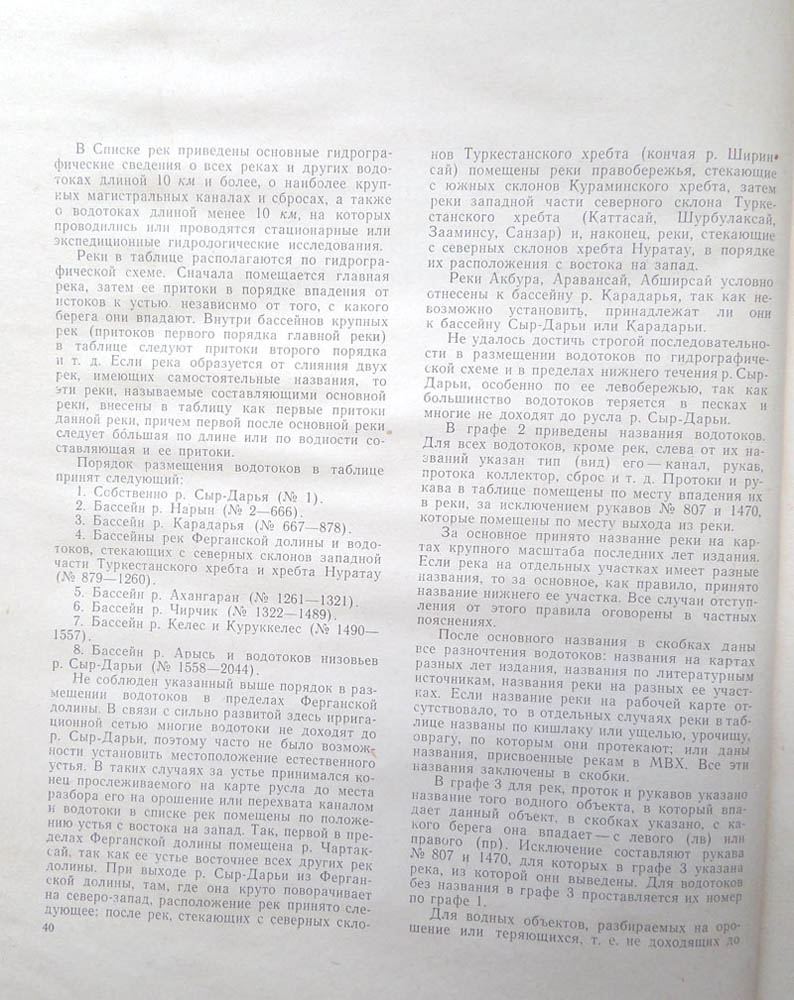 В Списке рек приведены основные гидрогра-
фические сведения о всех реках и других водо-
токах длиной 10 км и более, о наиболее круп-
ных магистральных каналах и сбросах, а также
о водотоках длиной менее 10 км, на которых
проводились или проводятся стационарные или
экспедиционные гидрологические исследования.
Реки в таблице располагаются по гидрогра-
фической схеме. Сначала помещается главная
река, затем ее притоки в порядке впадения от
истоков к устью независимо от того, с какого
берега они впадают. Внутри бассейнов крупных
рек (притоков первого порядка главной реки)
в таблице следуют притоки второго порядка
и т. д. Если река образуется от слияния двух
рек, имеющих самостоятельные названия, то
эти реки, называемые составляющими основной
реки, внесены в таблицу как первые притоки
данной реки, причем первой после основной реки
следует бо́льшая по длине или по водности со-
ставляющая и ее притоки.
Порядок размещения водотоков в таблице
принят следующий:
1. Собственно р. Сыр-Дарья (№ 1).
2. Бассейн р. Нарын (№ 2—666).
3. Бассейн р. Карадарья (№ 667—878).
4. Бассейны рек Ферганской долины и водо-
токов, стекающих с северных склонов западной
части Туркестанского хребта и хребта Нуратау
(№ 879—1260).
5. Бассейн р. Ахангаран (№ 1261—1321).
6. Бассейн р. Чирчик (№ 1322—1489).
7. Бассейн р. Келес и Куруккелес (№ 1490—
1557).
8. Бассейн р. Арысь и водотоков низовьев
р. Сыр-Дарьи (№ 1558—2044).
Не соблюден указанный выше порядок в раз-
мещении водотоков в пределах Ферганской
долины. В связи с сильно развитой здесь иррига-
ционной сетью многие водотоки не доходят до
р. Сыр-Дарьи, поэтому часто не было возмож-
ности установить местоположение естественного
устья. В таких случаях за устье принимался ко-
нец прослеживаемого на карте русла до места
разбора его на орошение или перехвата каналом
и водотоки в списке рек помещены по положе-
нию устья с востока на запад. Так, первой в пре-
делах Ферганской долины помещена р. Чартак-
сай, так как ее устье восточнее всех других рек
долины. При выходе р. Сыр-Дарьи из Ферган-
ской долины, там, где она круто поворачивает
на северо-запад, расположение рек принято сле-
дующее: после рек, стекающих с северных скло-
40
нов Туркестанского хребта (кончая р. Ширин-
сай) помещены реки правобережья, стекающие
с южных склонов Кураминского хребта, затем
реки западной части северного склона Турке-
станского хребта (Каттасай, Шурбулаксай,
Зааминсу, Санзар) и, наконец, реки, стекающие
с северных склонов хребта Нуратау, в порядке
их расположения с востока на запад.
Реки Акбура, Аравансай, Абширсай условно
отнесены к бассейну р. Карадарья, так как не-
возможно установить, принадлежат ли они
к бассейну Сыр-Дарьи или Карадарьи.
Не удалось достичь строгой последовательно-
сти в размещении водотоков по гидрографиче-
ской схеме и в пределах нижнего течения р. Сыр-
Дарьи, особенно по ее левобережью, так как
большинство водотоков теряется в песках и
многие не доходят до русла р. Сыр-Дарьи.
В графе 2 приведены названия водотоков.
Для всех водотоков, кроме рек, слева от их на-
званий указан тип (вид) его — канал, рукав,
протока коллектор, сброс и т. д. Протоки и ру-
кава в таблице помещены по месту впадения их
в реки, за исключением рукавов № 807 и 1470,
которые помещены по месту выхода из реки.
За основное принято название реки на кар-
тах крупного масштаба последних лет издания.
Если река на отдельных участках имеет разные
названия, то за основное, как правило, принято
название нижнего ее участка. Все случаи отступ-
ления от этого правила оговорены в частных
пояснениях.
После основного названия в скобках даны
все разночтения водотоков: названия на картах
разных лет издания, названия по литературным
источникам, названия реки на разных ее участ-
ках. Если название реки на рабочей карте от-
сутствовало, то в отдельных случаях реки в таб-
лице названы по кишлаку или ущелью, урочищу,
оврагу, по которым они протекают; или даны
названия, присвоенные рекам в МВХ. Все эти
названия заключены в скобки.
В графе 3 для рек, проток и рукавов указано
название того водного объекта, в который впа-
дает данный объект, в скобках указано, с ка-
кого берега она впадает — с левого (лв) или
правого (пр). Исключение составляют рукава
№ 807 и 1470, для которых в графе 3 указана
река, из которой они выведены. Для водотоков
без названия в графе 3 проставляется их номер
по графе 1.
Для водных объектов, разбираемых на оро-
шение или теряющихся, т. е. не доходящих до